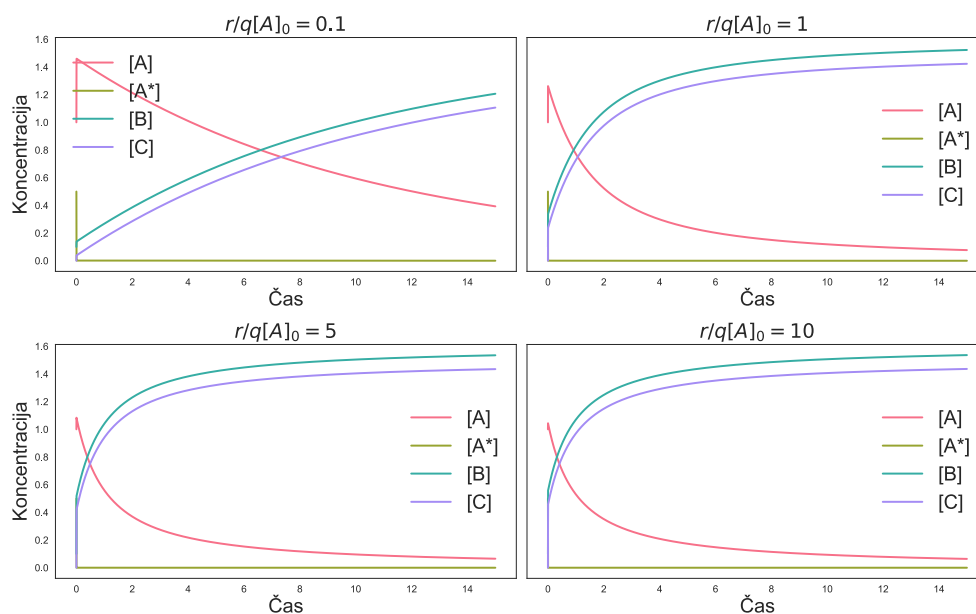 r/q[A]₀ = 0.1
Koncentracija
1.6
1.4
1.2
1.0
0.8
0.6
0.4
0.2
0.0
[A]
[A*]
[B]
[C]
0 2 4 6 8 10 12 14
Čas
r/q[A]₀ = 1
[A]
[A*]
[B]
[C]
0 2 4 6 8 10 12 14
Čas
r/q[A]₀ = 5
Koncentracija
1.6
1.4
1.2
1.0
0.8
0.6
0.4
0.2
0.0
[A]
[A*]
[B]
[C]
0 2 4 6 8 10 12 14
Čas
r/q[A]₀ = 10
[A]
[A*]
[B]
[C]
0 2 4 6 8 10 12 14
Čas